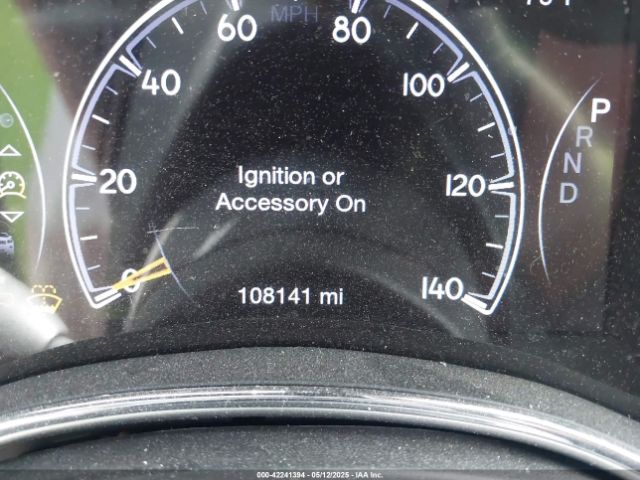 MPH
60 80
40 100
20 120
0 140
Ignition or
Accessory On
108141 mi
P
R
N
D
000-42241394 - 05/12/2025 - IAA Inc.